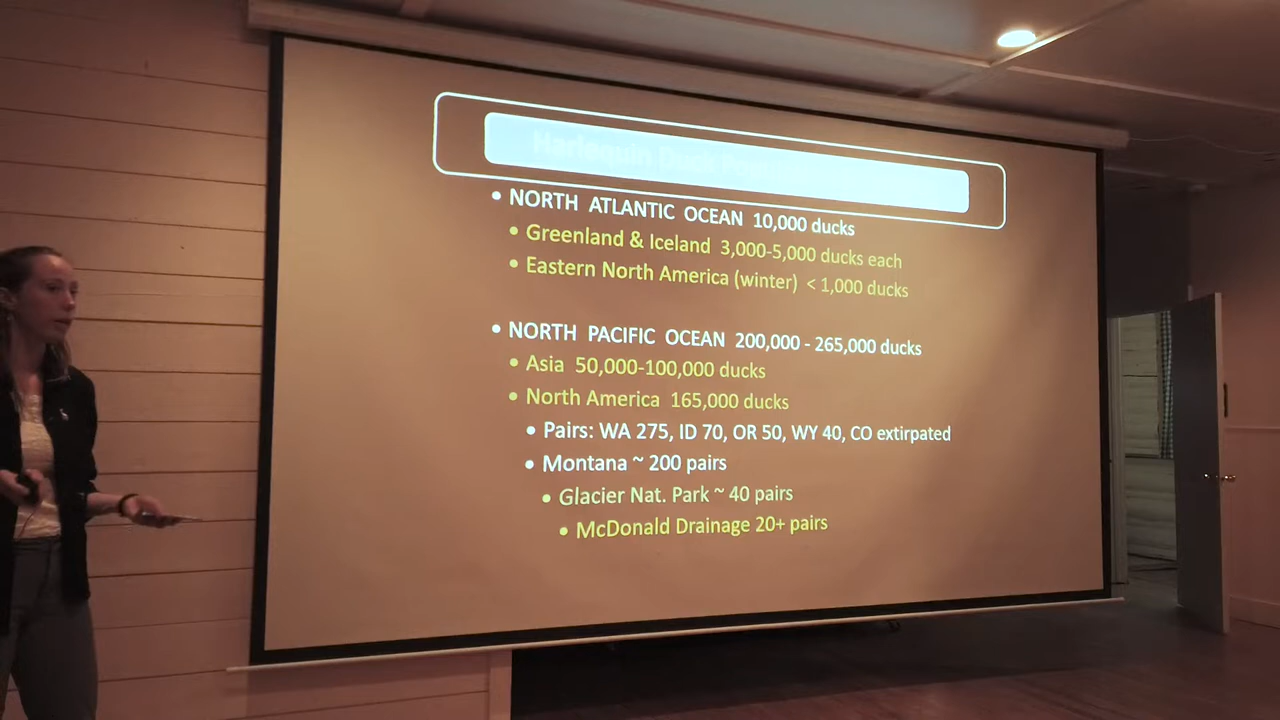 Harlequin Duck
• NORTH ATLANTIC OCEAN 10,000 ducks
• Greenland & Iceland 3,000-5,000 ducks each
• Eastern North America (winter) < 1,000 ducks
• NORTH PACIFIC OCEAN 200,000 - 265,000 ducks
• Asia 50,000-100,000 ducks
• North America 165,000 ducks
• Pairs: WA 275, ID 70, OR 50, WY 40, CO extirpated
• Montana ~ 200 pairs
• Glacier Nat. Park ~ 40 pairs
• McDonald Drainage 20+ pairs